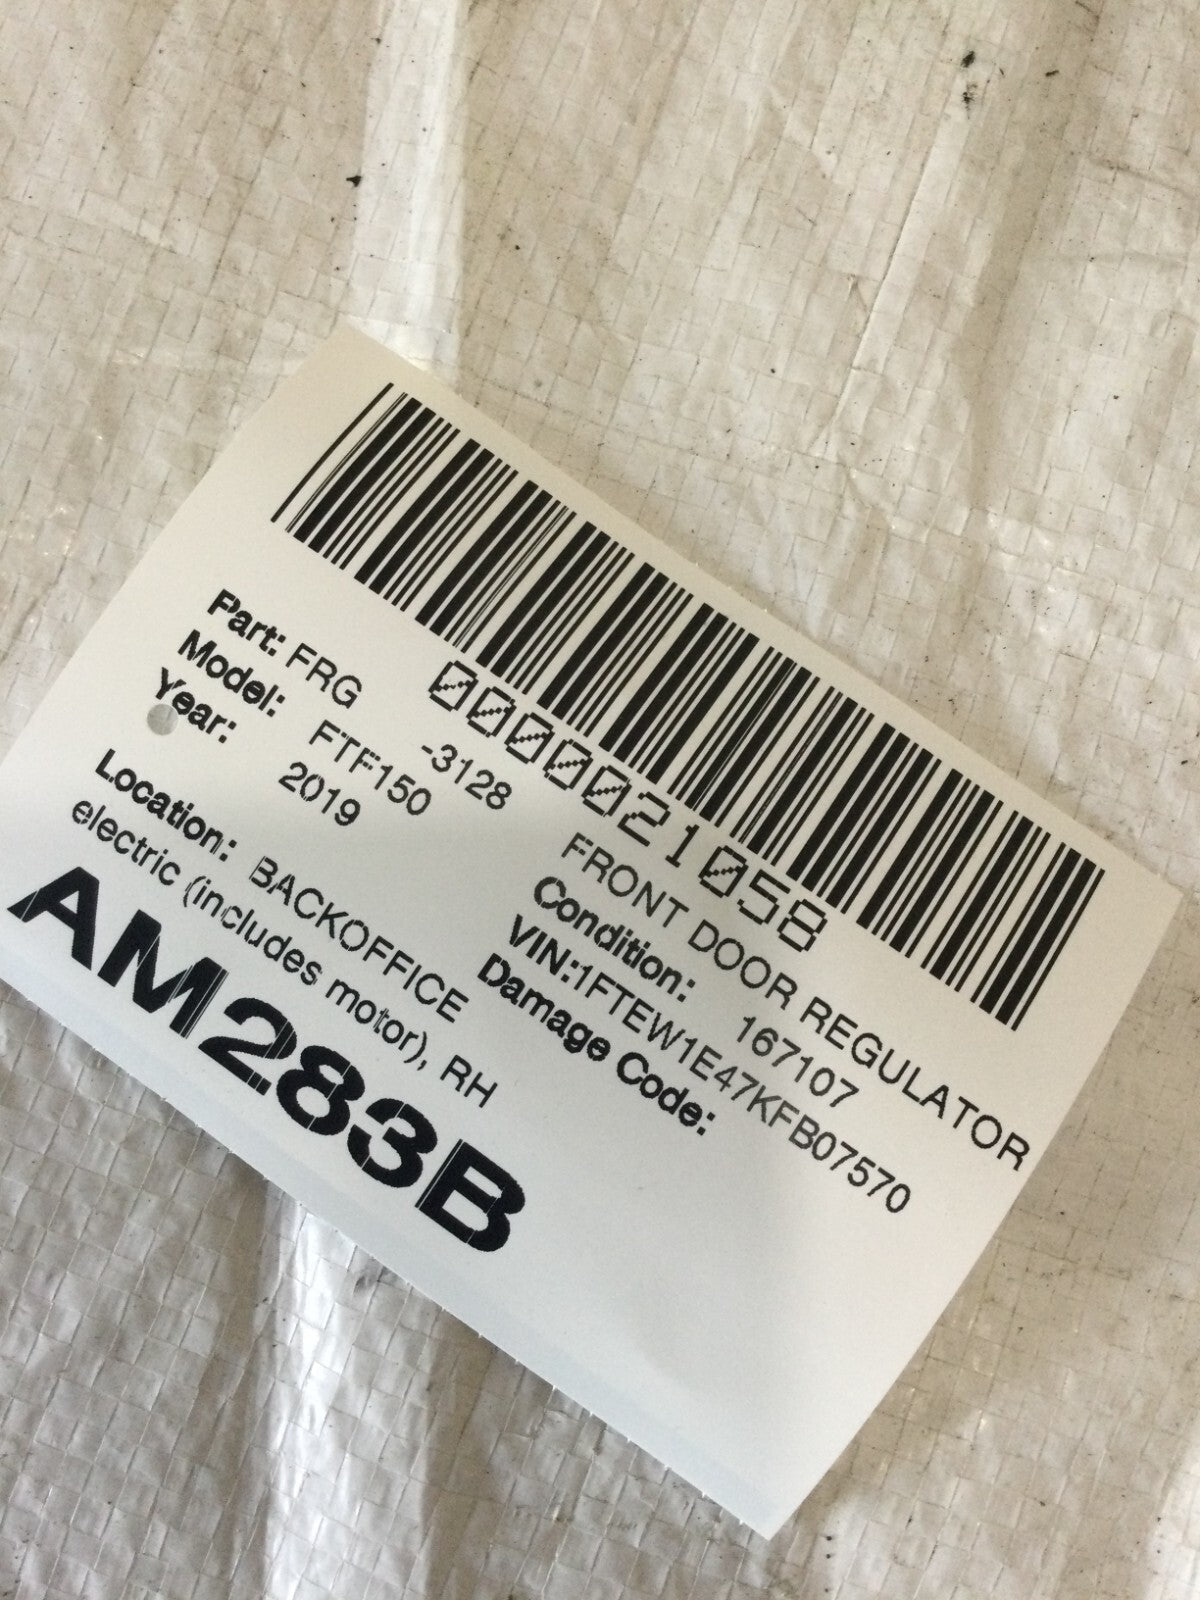 0000021058
Part: FRG -3128 FRONT DOOR REGULATOR
Model: FTF150 Condition: 167107
Year: 2019 VIN:1FTEW1E47KFB07570
Damage Code:
Location: BACKOFFICE
electric (includes motor), RH
AM283B